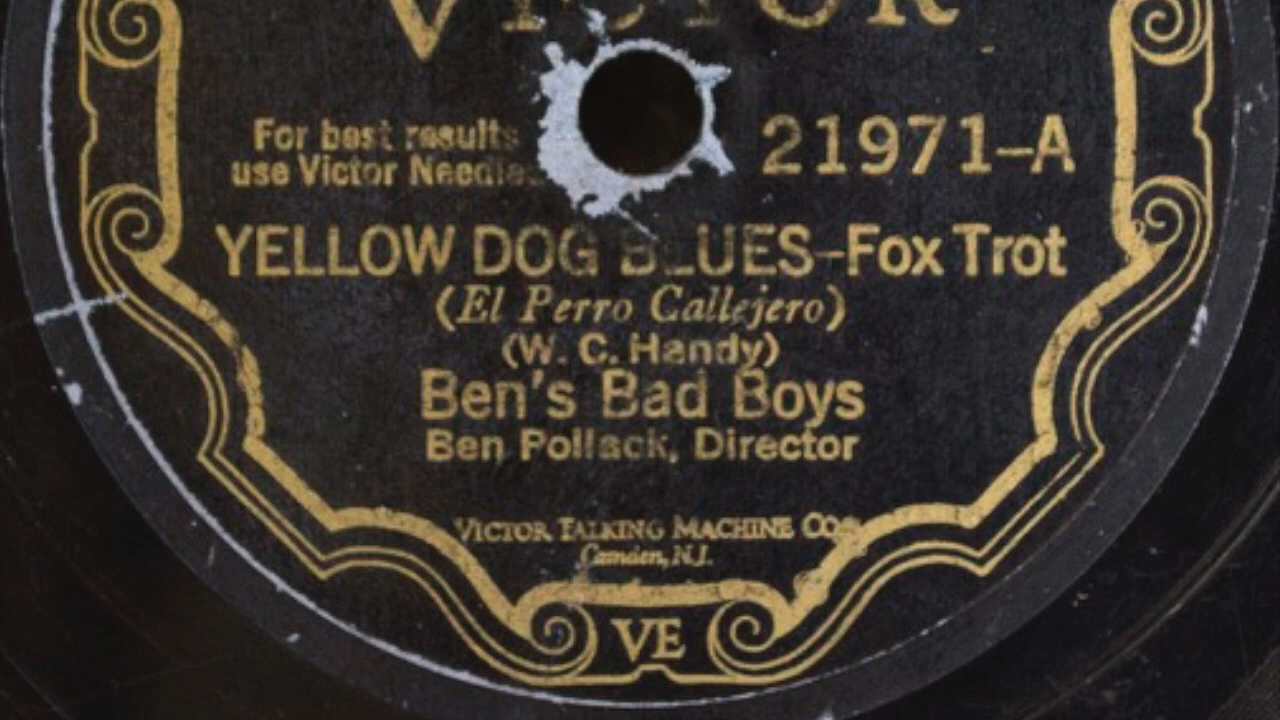 VICTOR
For best results
use Victor Needles
21971-A
YELLOW DOG BLUES-Fox Trot
(El Perro Callejero)
(W. C. Handy)
Ben's Bad Boys
Ben Pollack, Director
VICTOR TALKING MACHINE CO.
Camden, N.J.
VE